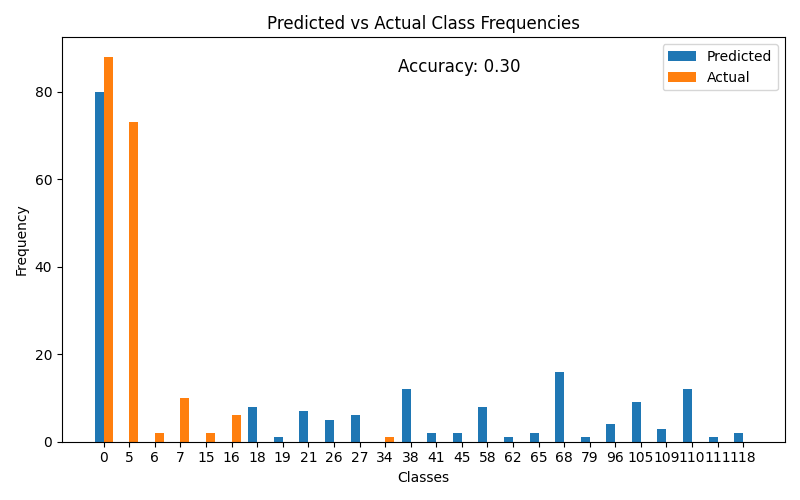 Predicted vs Actual Class Frequencies
Accuracy: 0.30
Predicted
Actual
Frequency
80
60
40
20
0
0 5 6 7 15 16 18 19 21 26 27 34 38 41 45 58 62 65 68 79 96 105 109 110 111 118
Classes